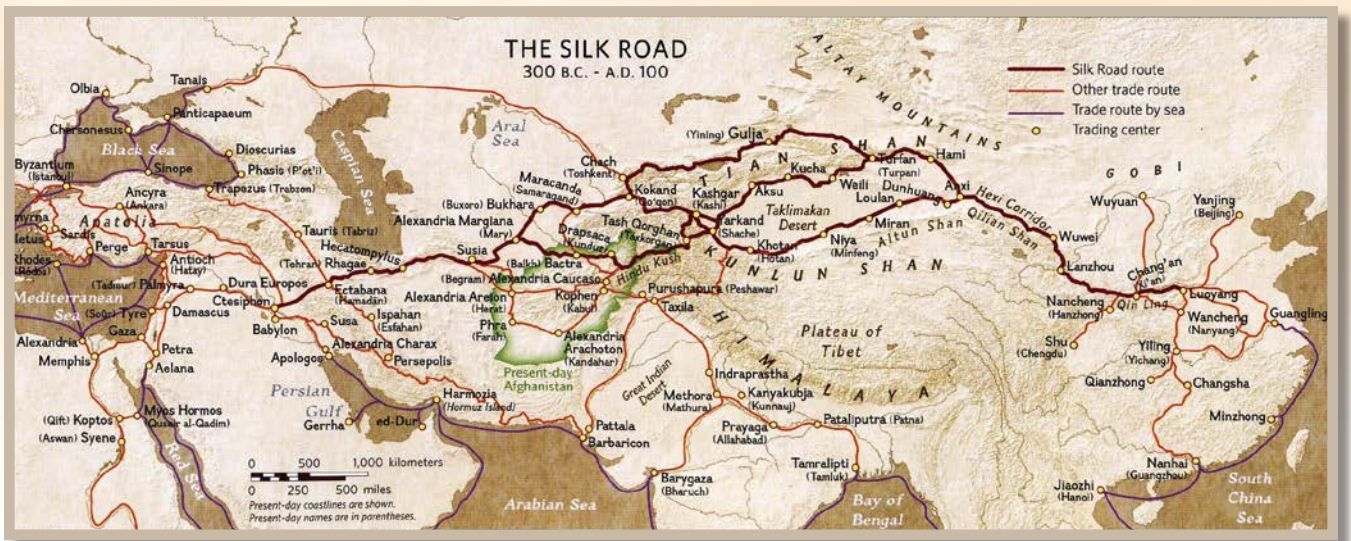 THE SILK ROAD
300 B.C. - A.D. 100
Silk Road route
Other trade route
Trade route by sea
Trading center
ALTAY MOUNTAINS
GOBI
TIAN SHAN
Olbia
Tanais
Panticapaeum
Chersonesus
Black Sea
Dioscurias
Phasis (P'ot'i)
Sinope
Byzantium
(Istanbul)
Trapezus (Trabzon)
Ancyra
(Ankara)
Anatolia
Caspian Sea
Aral
Sea
Chach
(Toshkent)
(Yining) Gulja
Turfan
(Turpan)
Hami
Kucha
Weili
Aksu
Kashgar
(Kashi)
Kokand
(Qo'qon)
Maracanda
(Samarqand)
(Buxoro) Bukhara
Alexandria Margiana
(Mary)
Loulan
Dunhuang
Anxi
Hexi Corridor
Qilian Shan
Altun Shan
Taklimakan
Desert
Miran
Niya
(Minfeng)
Khotan
(Hotan)
Yarkand
(Shache)
Tash Qorghan
(Taxkorgan)
Drapsaca
(Kunduz)
(Balkh) Bactra
Hindu Kush
KUNLUN SHAN
Wuyuan
Yanjing
(Beijing)
Wuwei
Lanzhou
Chang'an
(Xi'an)
Luoyang
Qin Ling
Nancheng
(Hanzhong)
Wancheng
(Nanyang)
Guangling
Shu
(Chengdu)
Yiling
(Yichang)
Qianzhong
Changsha
Minzhong
Nanhai
(Guangzhou)
Jiaozhi
(Hanoi)
South
China
Sea
myrna
Sardis
letus
Perge
Tarsus
Rhodes
Antioch
(Hatay)
Tauris (Tabriz)
Hecatompylus
(Tehran) Rhagae
Susia
(Begram) Alexandria Caucaso
Alexandria Areion
(Herat)
Kophen
(Kabul)
Purushapura (Peshawar)
Taxila
Phra
(Farah)
Alexandria
Arachoton
(Kandahar)
Present-day
Afghanistan
HIMALAYA
Plateau of
Tibet
Mediterranean
Sea
(Tadmur) Palmyra
Dura Europos
Ctesiphon
Ectabana
(Hamadan)
(Soûr) Tyre
Damascus
Babylon
Susa
Ispahan
(Esfahan)
Gaza
Alexandria
Memphis
Petra
Aelana
Apologos
Alexandria Charax
Persepolis
Persian
Gulf
Gerrha
ed-Dur
Harmozia
(Hormuz Island)
(Qift) Koptos
(Aswan) Syene
Myos Hormos
(Qusair al-Qadim)
Red Sea
Great Indian
Desert
Indraprastha
Methora
(Mathura)
Kanyakubja
(Kunnauj)
Pataliputra (Patna)
Prayaga
(Allahabad)
Tamralipti
(Tamluk)
Pattala
Barbaricon
Barygaza
(Bharuch)
Arabian Sea
Bay of
Bengal
0 500 1,000 kilometers
0 250 500 miles
Present-day coastlines are shown.
Present-day names are in parentheses.